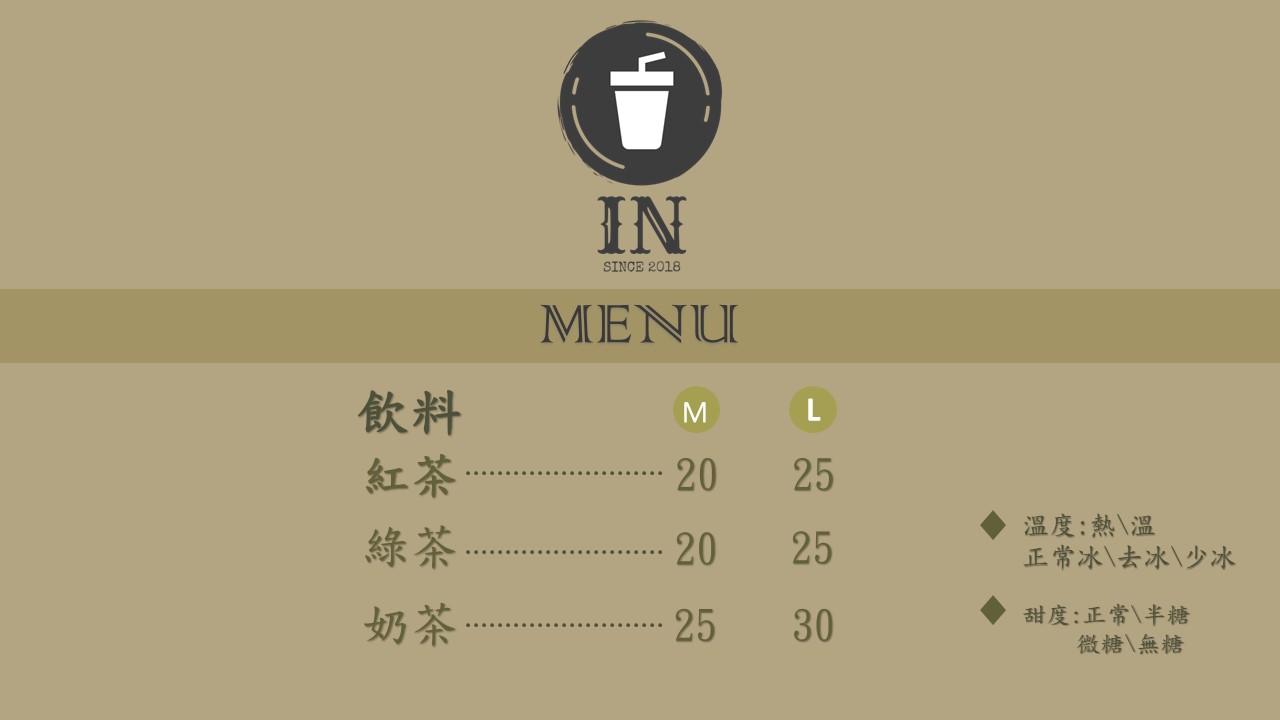 IN
SINCE 2018
MENU
飲料 M L
紅茶 20 25
綠茶 20 25
奶茶 25 30
溫度:熱\溫
正常冰\去冰\少冰
甜度:正常\半糖
微糖\無糖